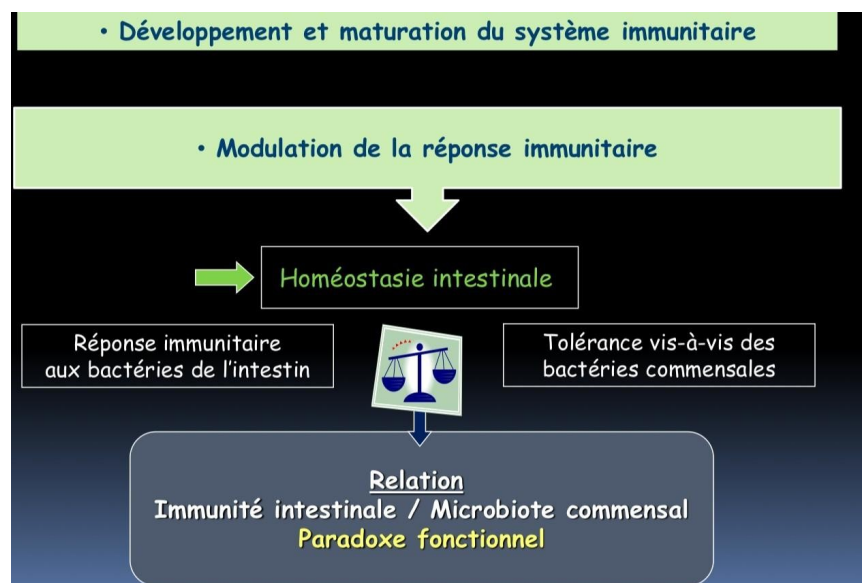 • Développement et maturation du système immunitaire
• Modulation de la réponse immunitaire
Homéostasie intestinale
Réponse immunitaire
aux bactéries de l'intestin
Tolérance vis-à-vis des
bactéries commensales
Relation
Immunité intestinale / Microbiote commensal
Paradoxe fonctionnel